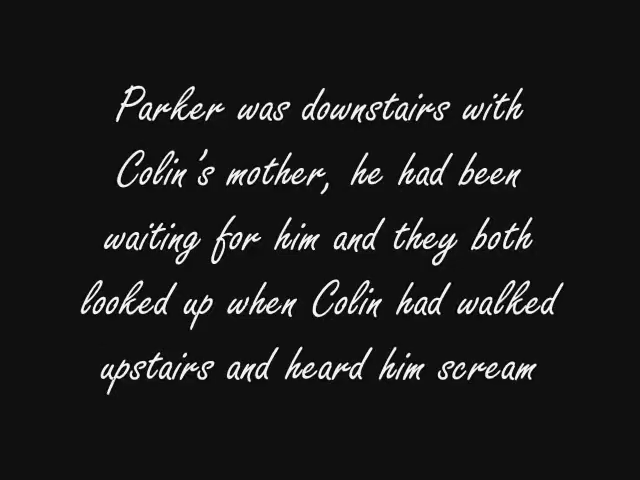 Parker was downstairs with
Colin's mother, he had been
waiting for him and they both
looked up when Colin had walked
upstairs and heard him scream